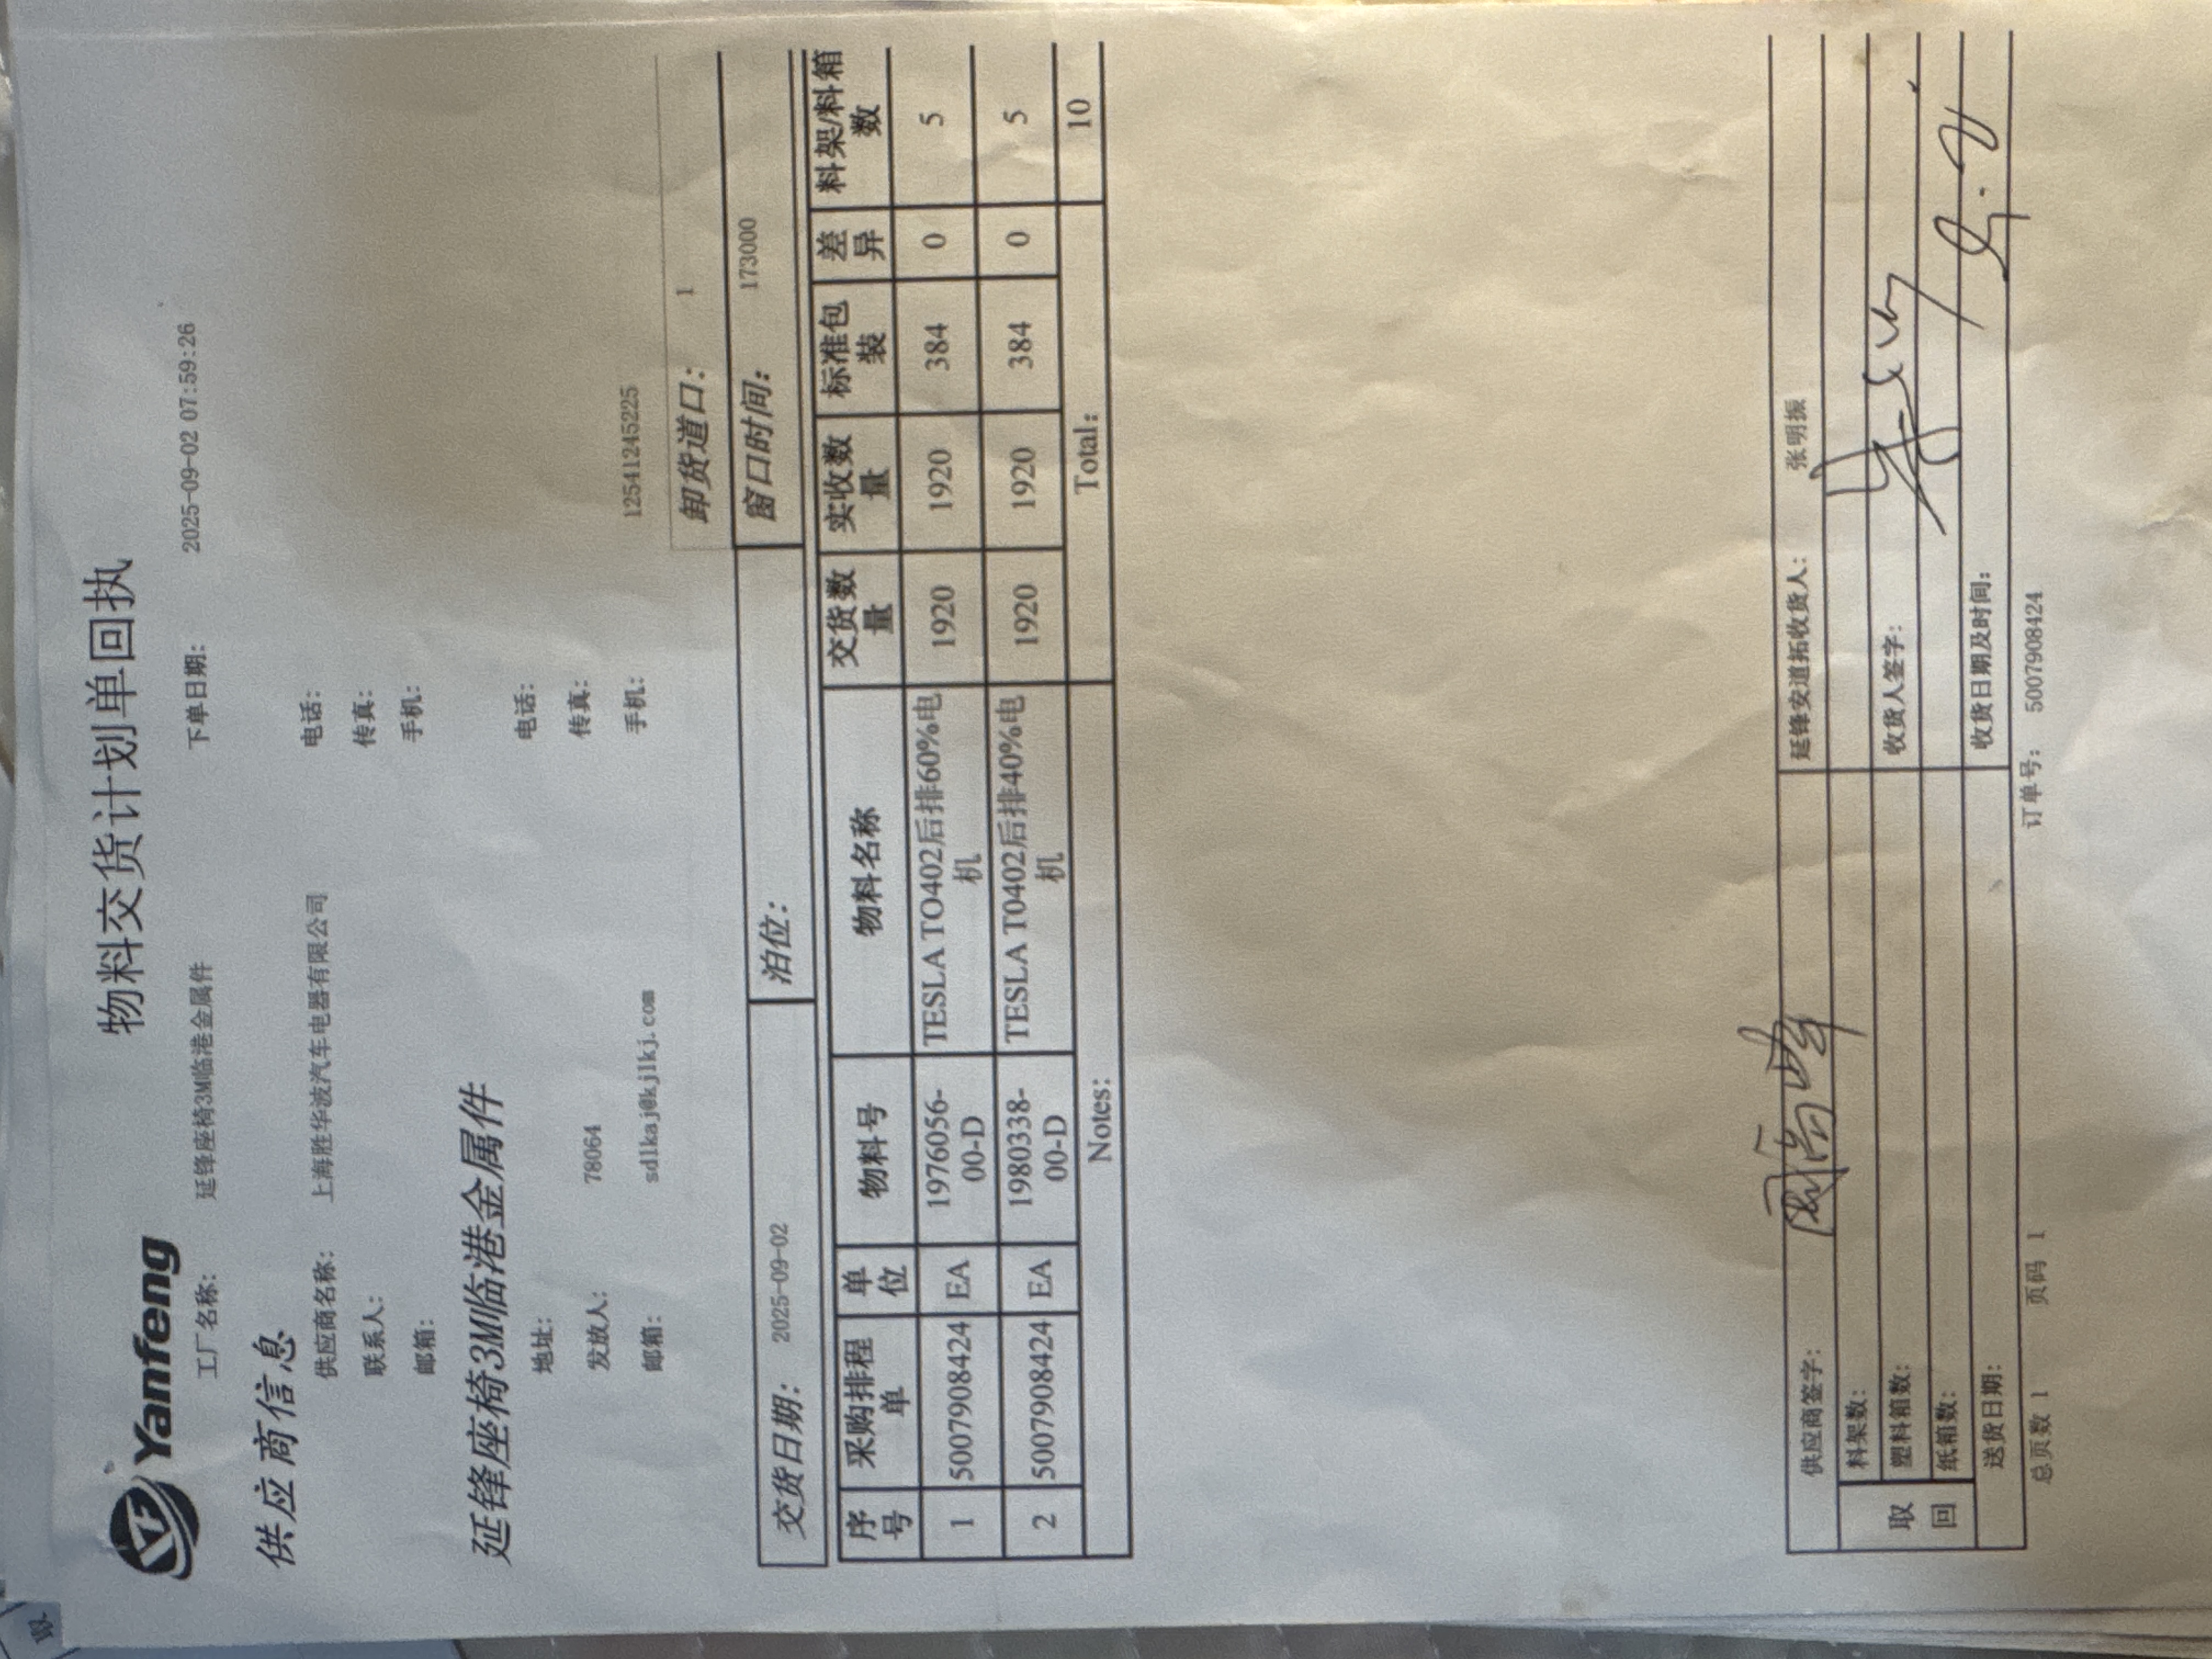 Yanfeng
物料交货计划单回执
工厂名称: 延锋座椅3M临港金属件 下单日期: 2025-09-02 07:59:26
供应商信息
供应商名称: 上海胜华波汽车电器有限公司 电话:
联系人: 传真:
邮箱: 手机:
延锋座椅3M临港金属件
地址: 电话:
发放人: 78064 传真:
邮箱: sdlkaj@kjlkj.com 手机: 125412452​25
卸货道口: 1
交货日期: 2025-09-02 泊位: 窗口时间: 173000
序号 采购排程单 单位 物料号 物料名称 交货数量 实收数量 标准包装 差异 料架/料箱数
1 5007908424 EA 1976056-00-D TESLA TO402后排60%电机 1920 1920 384 0 5
2 5007908424 EA 1980338-00-D TESLA T0402后排40%电机 1920 1920 384 0 5
Notes: Total: 10
供应商签字: 延锋安道拓收货人: 张明振
取回 料架数:
塑料箱数: 收货人签字:
纸箱数:
送货日期: 收货日期及时间:
总页数 1 页码 1 订单号: 5007908424